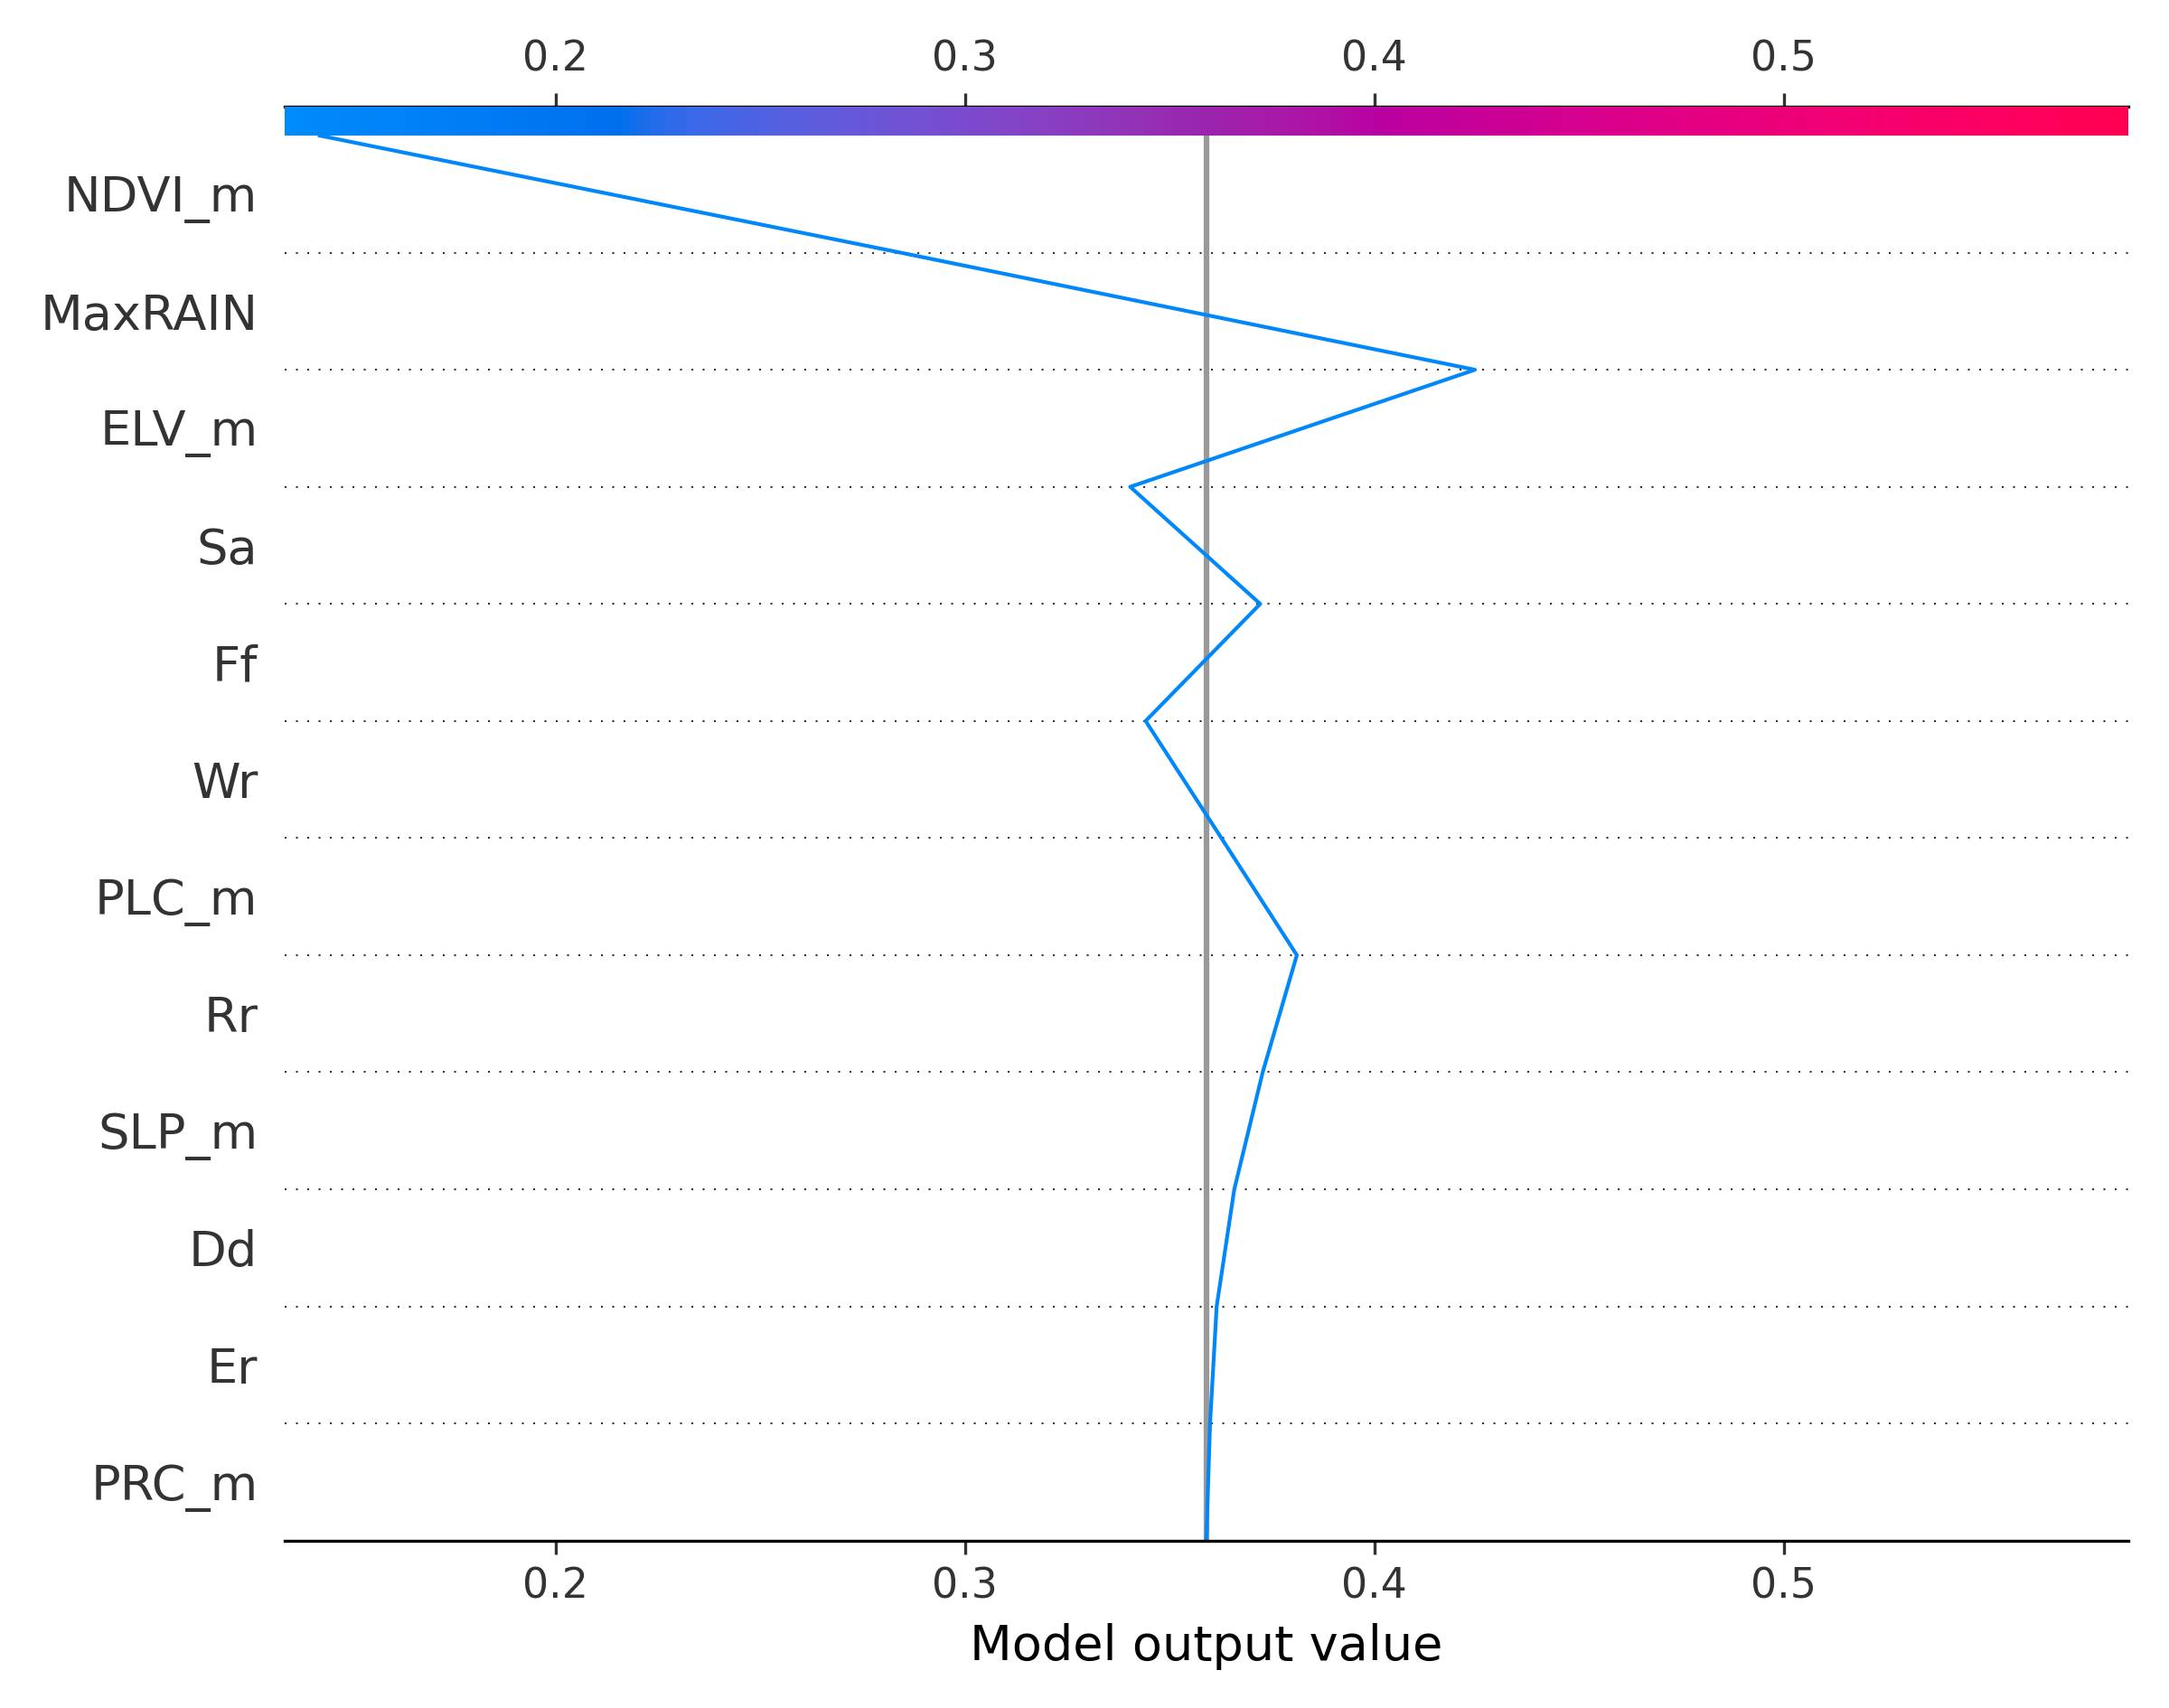 0.2 0.3 0.4 0.5
NDVI_m
MaxRAIN
ELV_m
Sa
Ff
Wr
PLC_m
Rr
SLP_m
Dd
Er
PRC_m
0.2 0.3 0.4 0.5
Model output value